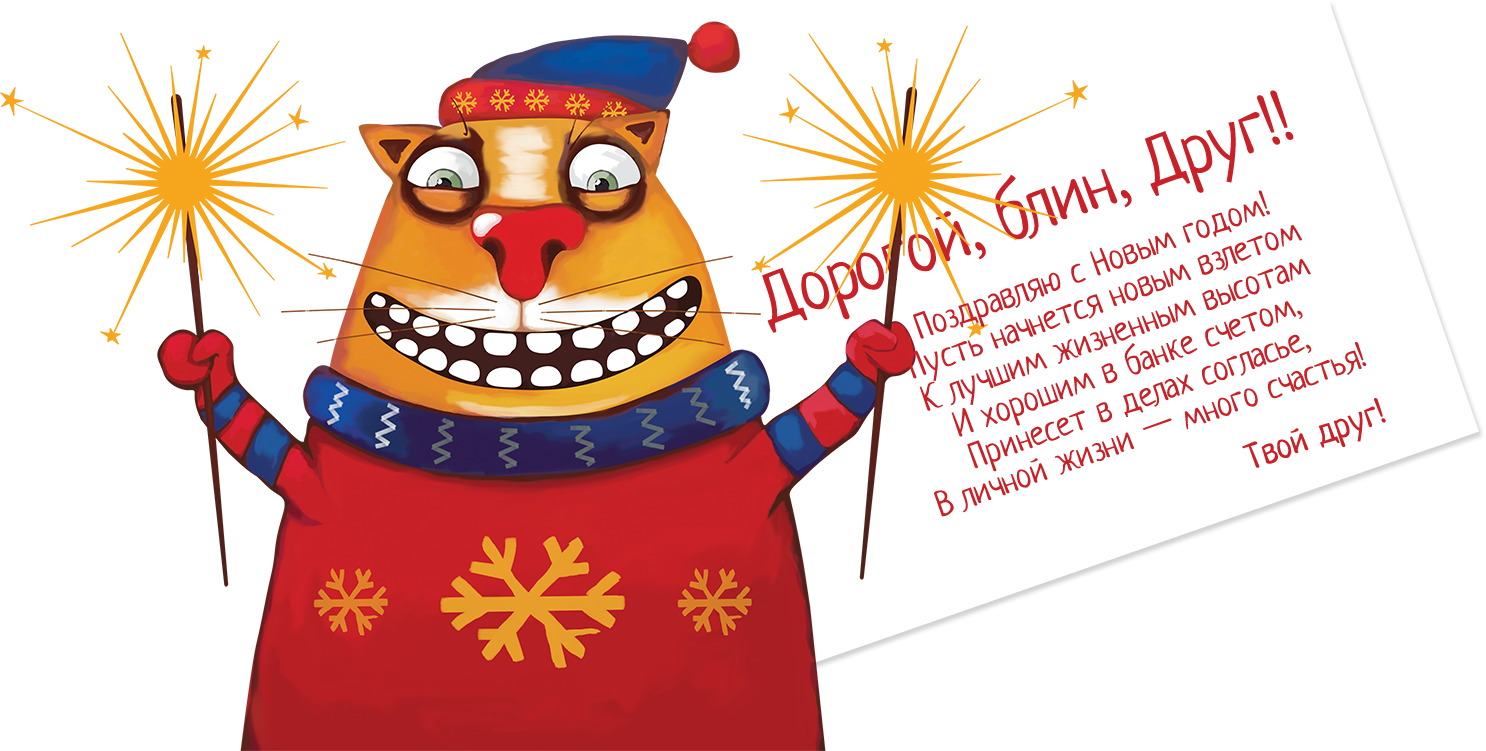 Дорогой, блин, Друг!!
Поздравляю с Новым годом!
Пусть начнется новым взлетом
К лучшим жизненным высотам
И хорошим в банке счетом,
Принесет в делах согласье,
В личной жизни — много счастья!
Твой друг!